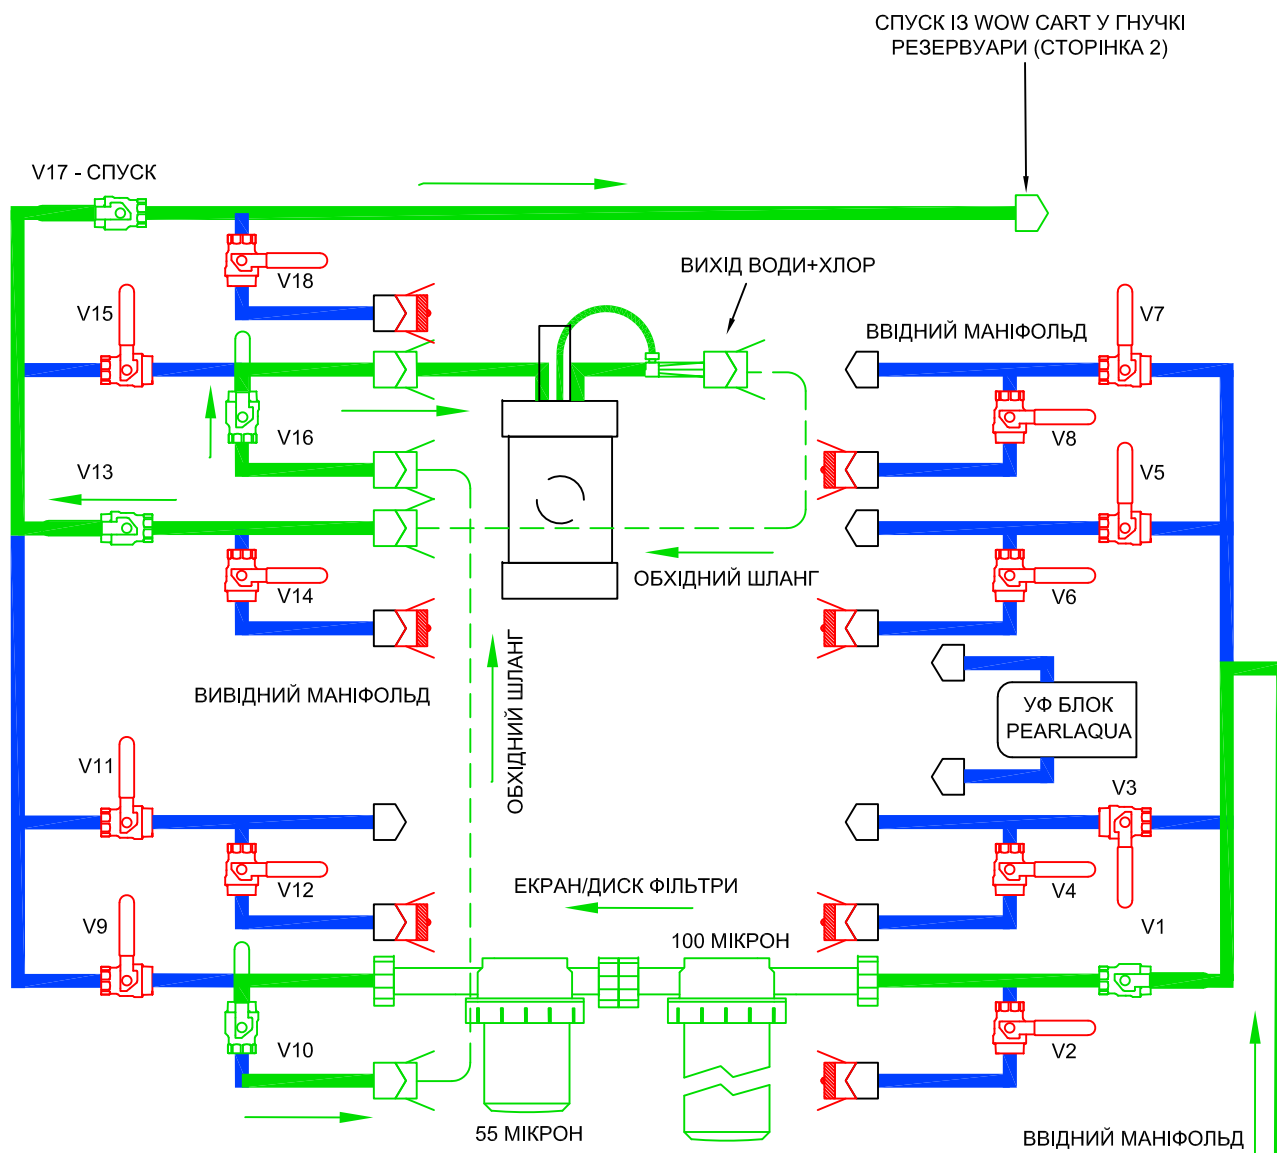 СПУСК ІЗ WOW CART У ГНУЧКІ
РЕЗЕРВУАРИ (СТОРІНКА 2)
V17 - СПУСК
V18
ВИХІД ВОДИ+ХЛОР
V15
V7
ВВІДНИЙ МАНІФОЛЬД
V16
V8
V13
V5
ОБХІДНИЙ ШЛАНГ
V14
V6
ОБХІДНИЙ ШЛАНГ
ВИВІДНИЙ МАНІФОЛЬД
УФ БЛОК
PEARLAQUA
V11
V3
V12
ЕКРАН/ДИСК ФІЛЬТРИ
V4
V9
100 МІКРОН
V1
V10
V2
55 МІКРОН
ВВІДНИЙ МАНІФОЛЬД